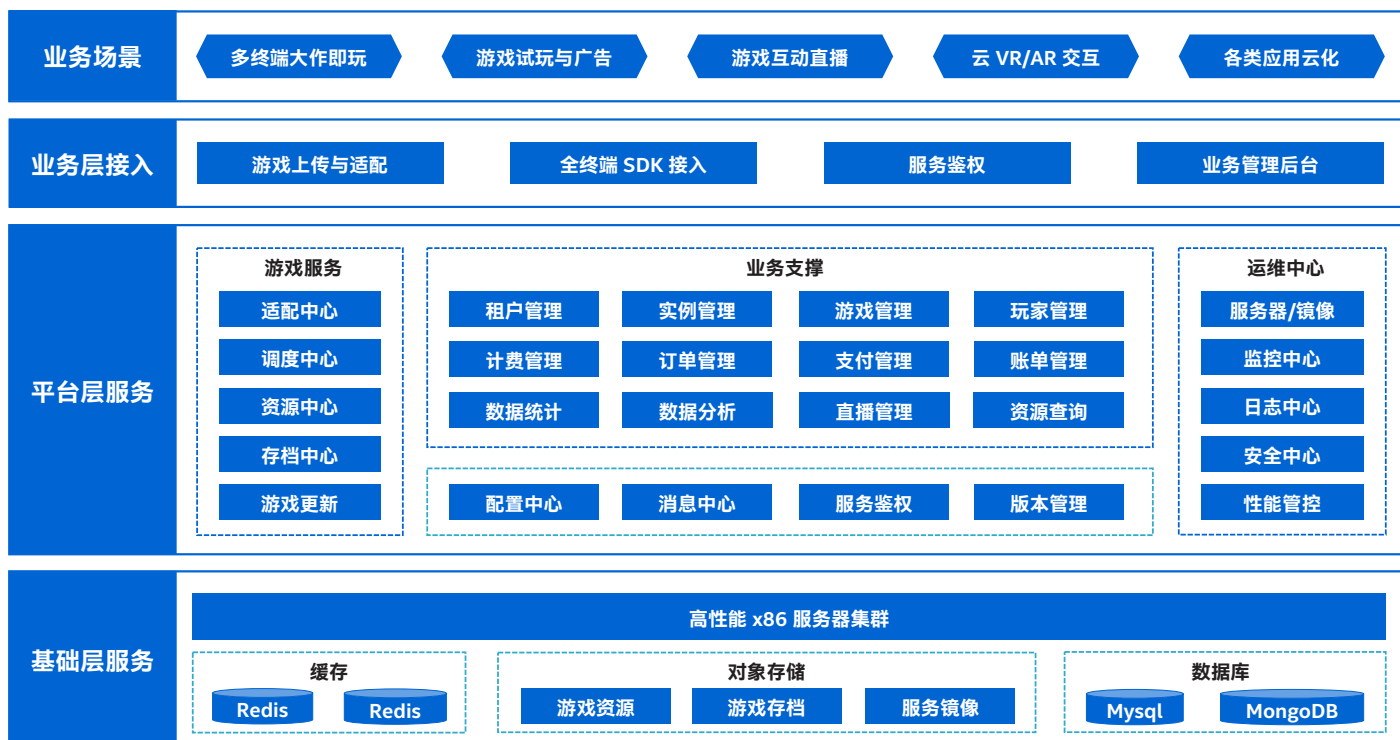 业务场景
多终端大作即玩
游戏试玩与广告
游戏互动直播
云 VR/AR 交互
各类应用云化
业务层接入
游戏上传与适配
全终端 SDK 接入
服务鉴权
业务管理后台
平台层服务
游戏服务
适配中心
调度中心
资源中心
存档中心
游戏更新
业务支撑
租户管理
实例管理
游戏管理
玩家管理
计费管理
订单管理
支付管理
账单管理
数据统计
数据分析
直播管理
资源查询
配置中心
消息中心
服务鉴权
版本管理
运维中心
服务器/镜像
监控中心
日志中心
安全中心
性能管控
基础层服务
高性能 x86 服务器集群
缓存
Redis
Redis
对象存储
游戏资源
游戏存档
服务镜像
数据库
Mysql
MongoDB